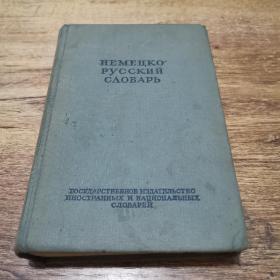 НЕМЕЦКО-
РУССКИЙ
СЛОВАРЬ
ГОСУДАРСТВЕННОЕ ИЗДАТЕЛЬСТВО
ИНОСТРАННЫХ И НАЦИОНАЛЬНЫХ
СЛОВАРЕЙ